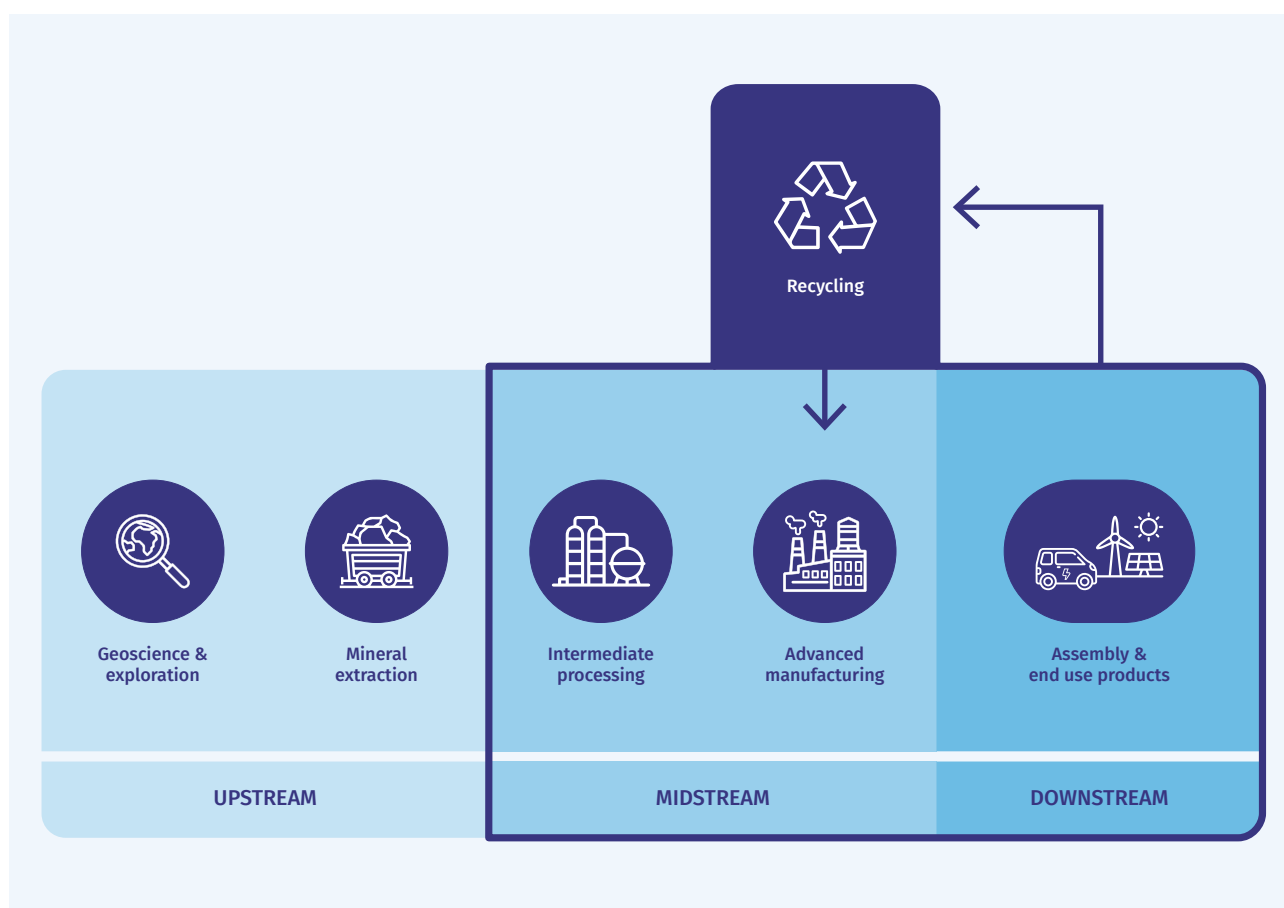 Recycling
Geoscience &
exploration
Mineral
extraction
Intermediate
processing
Advanced
manufacturing
Assembly &
end use products
UPSTREAM
MIDSTREAM
DOWNSTREAM